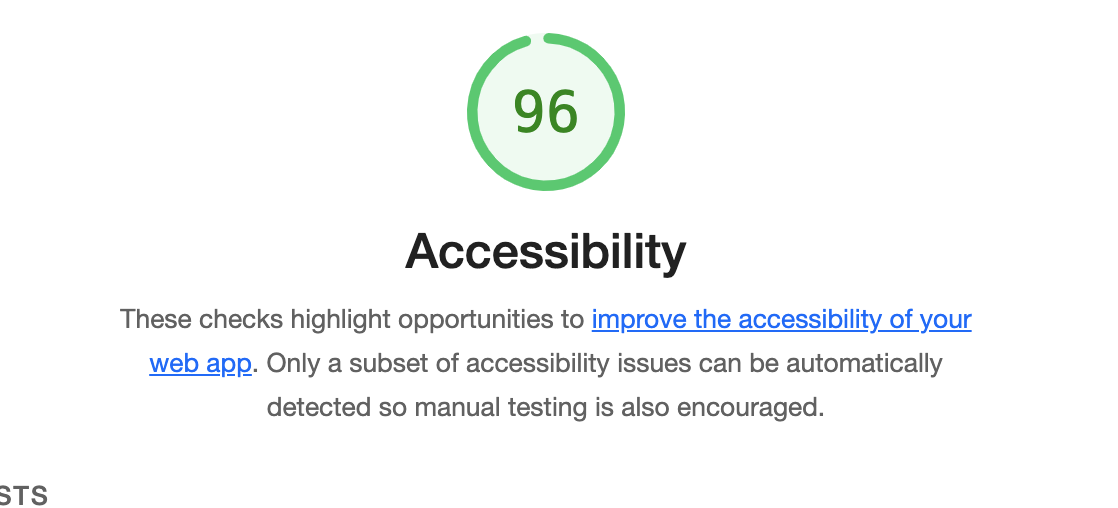 96
Accessibility
These checks highlight opportunities to improve the accessibility of your
web app. Only a subset of accessibility issues can be automatically
detected so manual testing is also encouraged.
STS